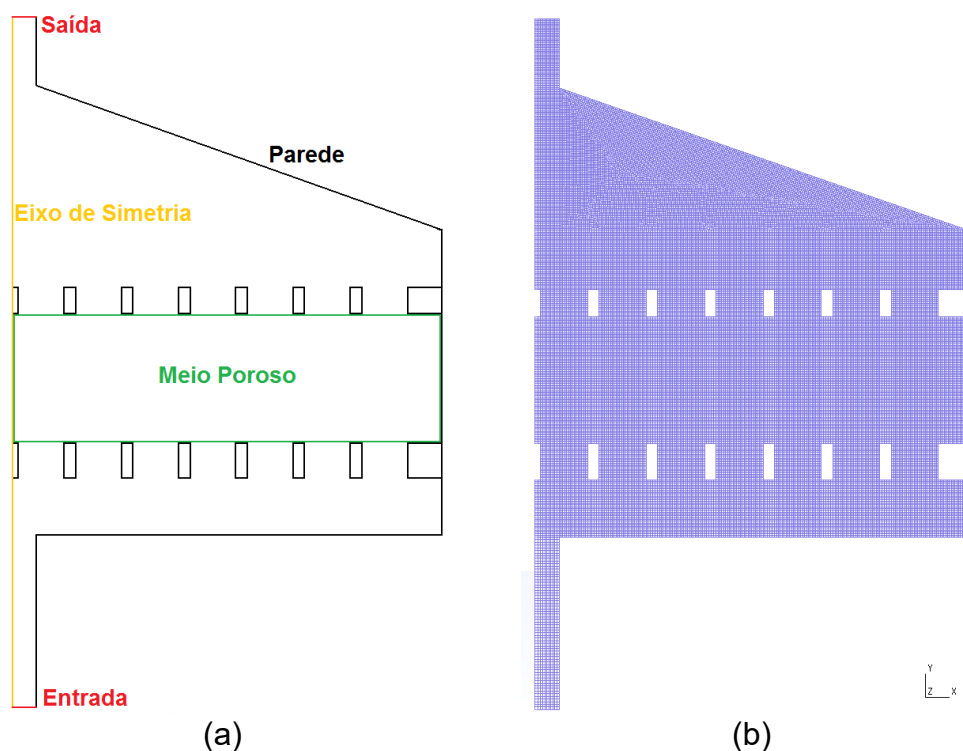 Saída
Parede
Eixo de Simetria
Meio Poroso
Entrada
(a)
Y
Z X
(b)